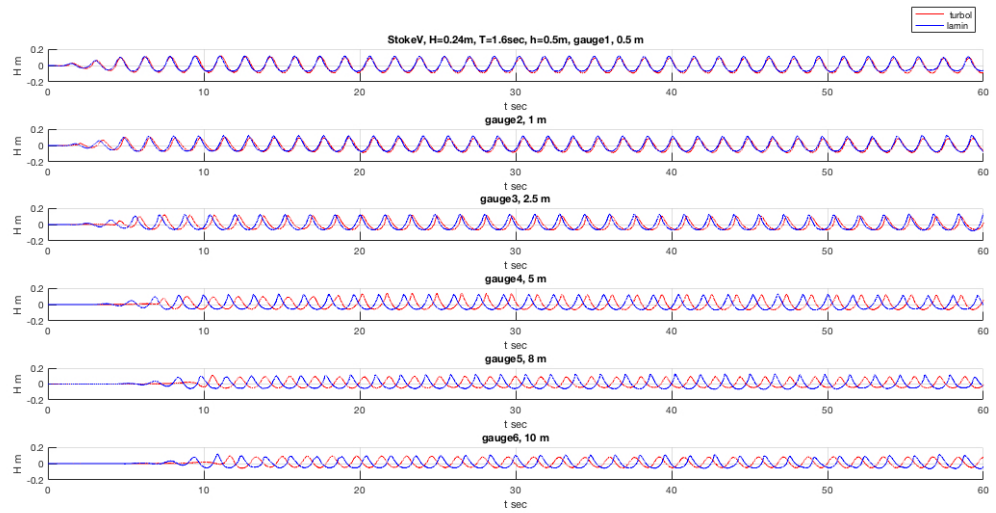 turbol
lamin
StokeV, H=0.24m, T=1.6sec, h=0.5m, gauge1, 0.5 m
0.2
0
-0.2
H m
0 10 20 30 40 50 60
t sec
gauge2, 1 m
0.2
0
-0.2
H m
0 10 20 30 40 50 60
t sec
gauge3, 2.5 m
0.2
0
-0.2
H m
0 10 20 30 40 50 60
t sec
gauge4, 5 m
0.2
0
-0.2
H m
0 10 20 30 40 50 60
t sec
gauge5, 8 m
0.2
0
-0.2
H m
0 10 20 30 40 50 60
t sec
gauge6, 10 m
0.2
0
-0.2
H m
0 10 20 30 40 50 60
t sec